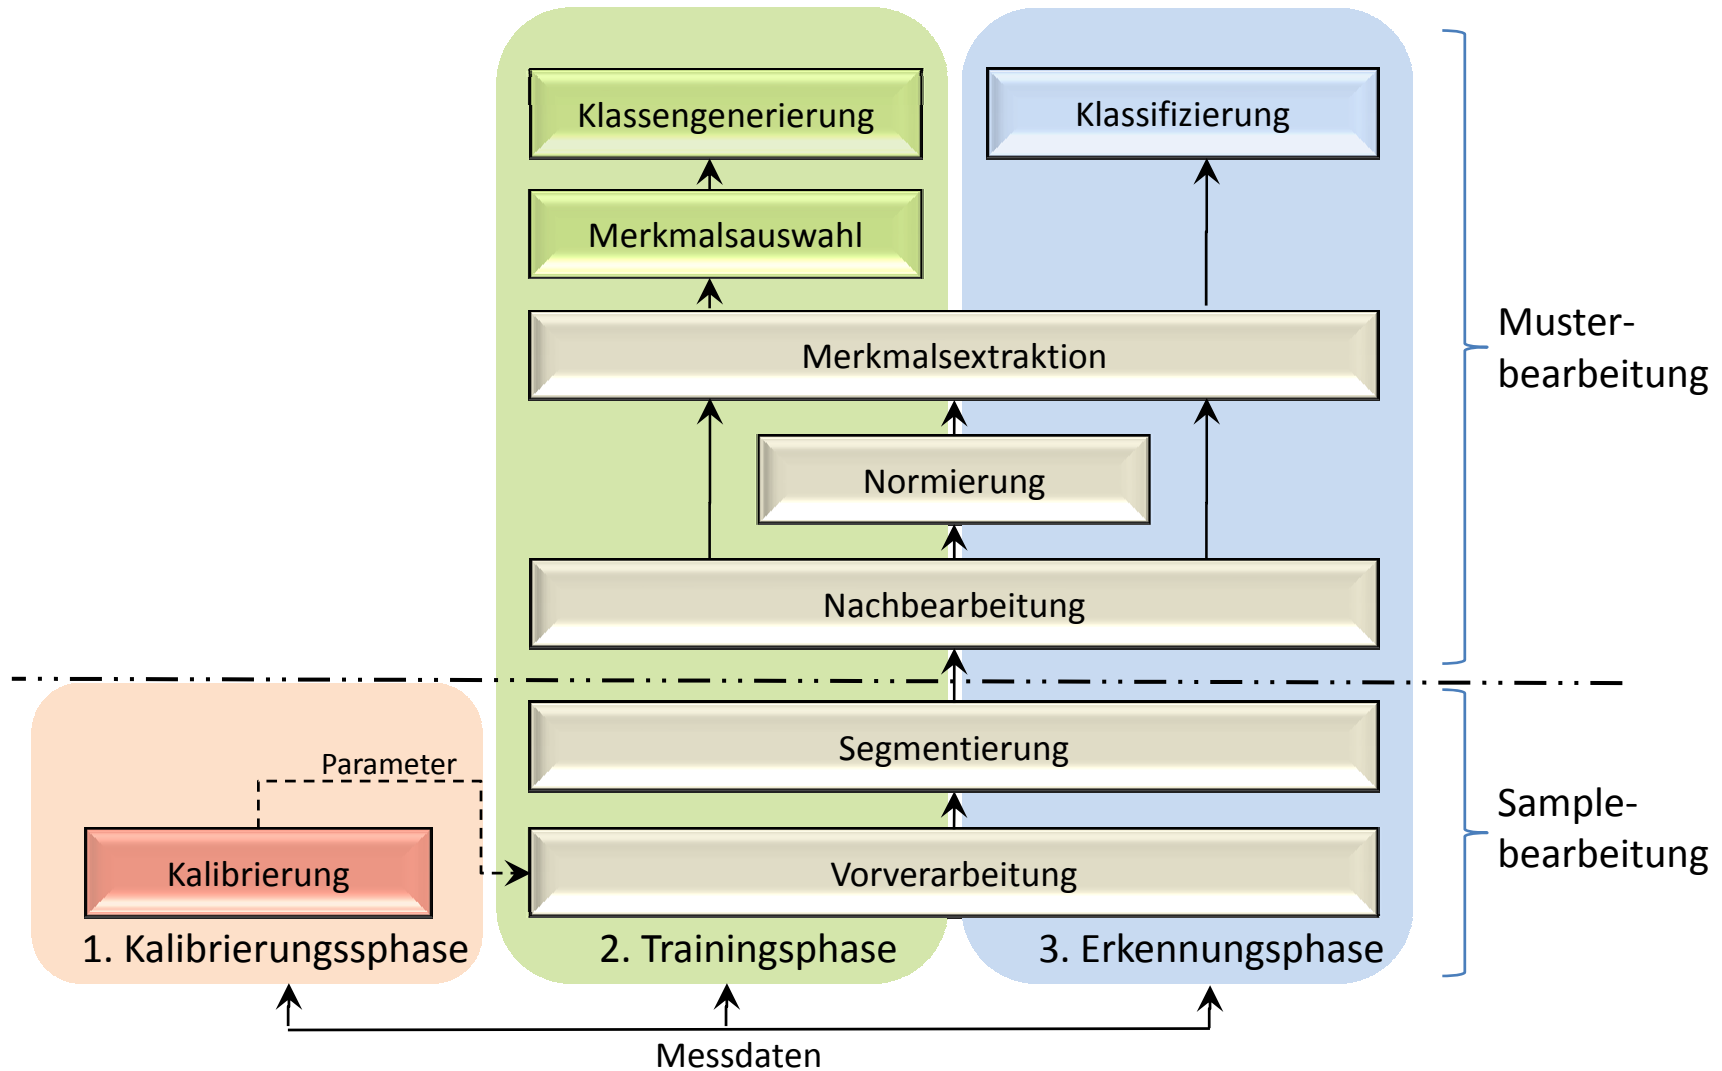 Klassengenerierung
Klassifizierung
Merkmalsauswahl
Merkmalsextraktion
Muster-
bearbeitung
Normierung
Nachbearbeitung
Segmentierung
Parameter
Sample-
bearbeitung
Kalibrierung
Vorverarbeitung
1. Kalibrierungssphase
2. Trainingsphase
3. Erkennungsphase
Messdaten